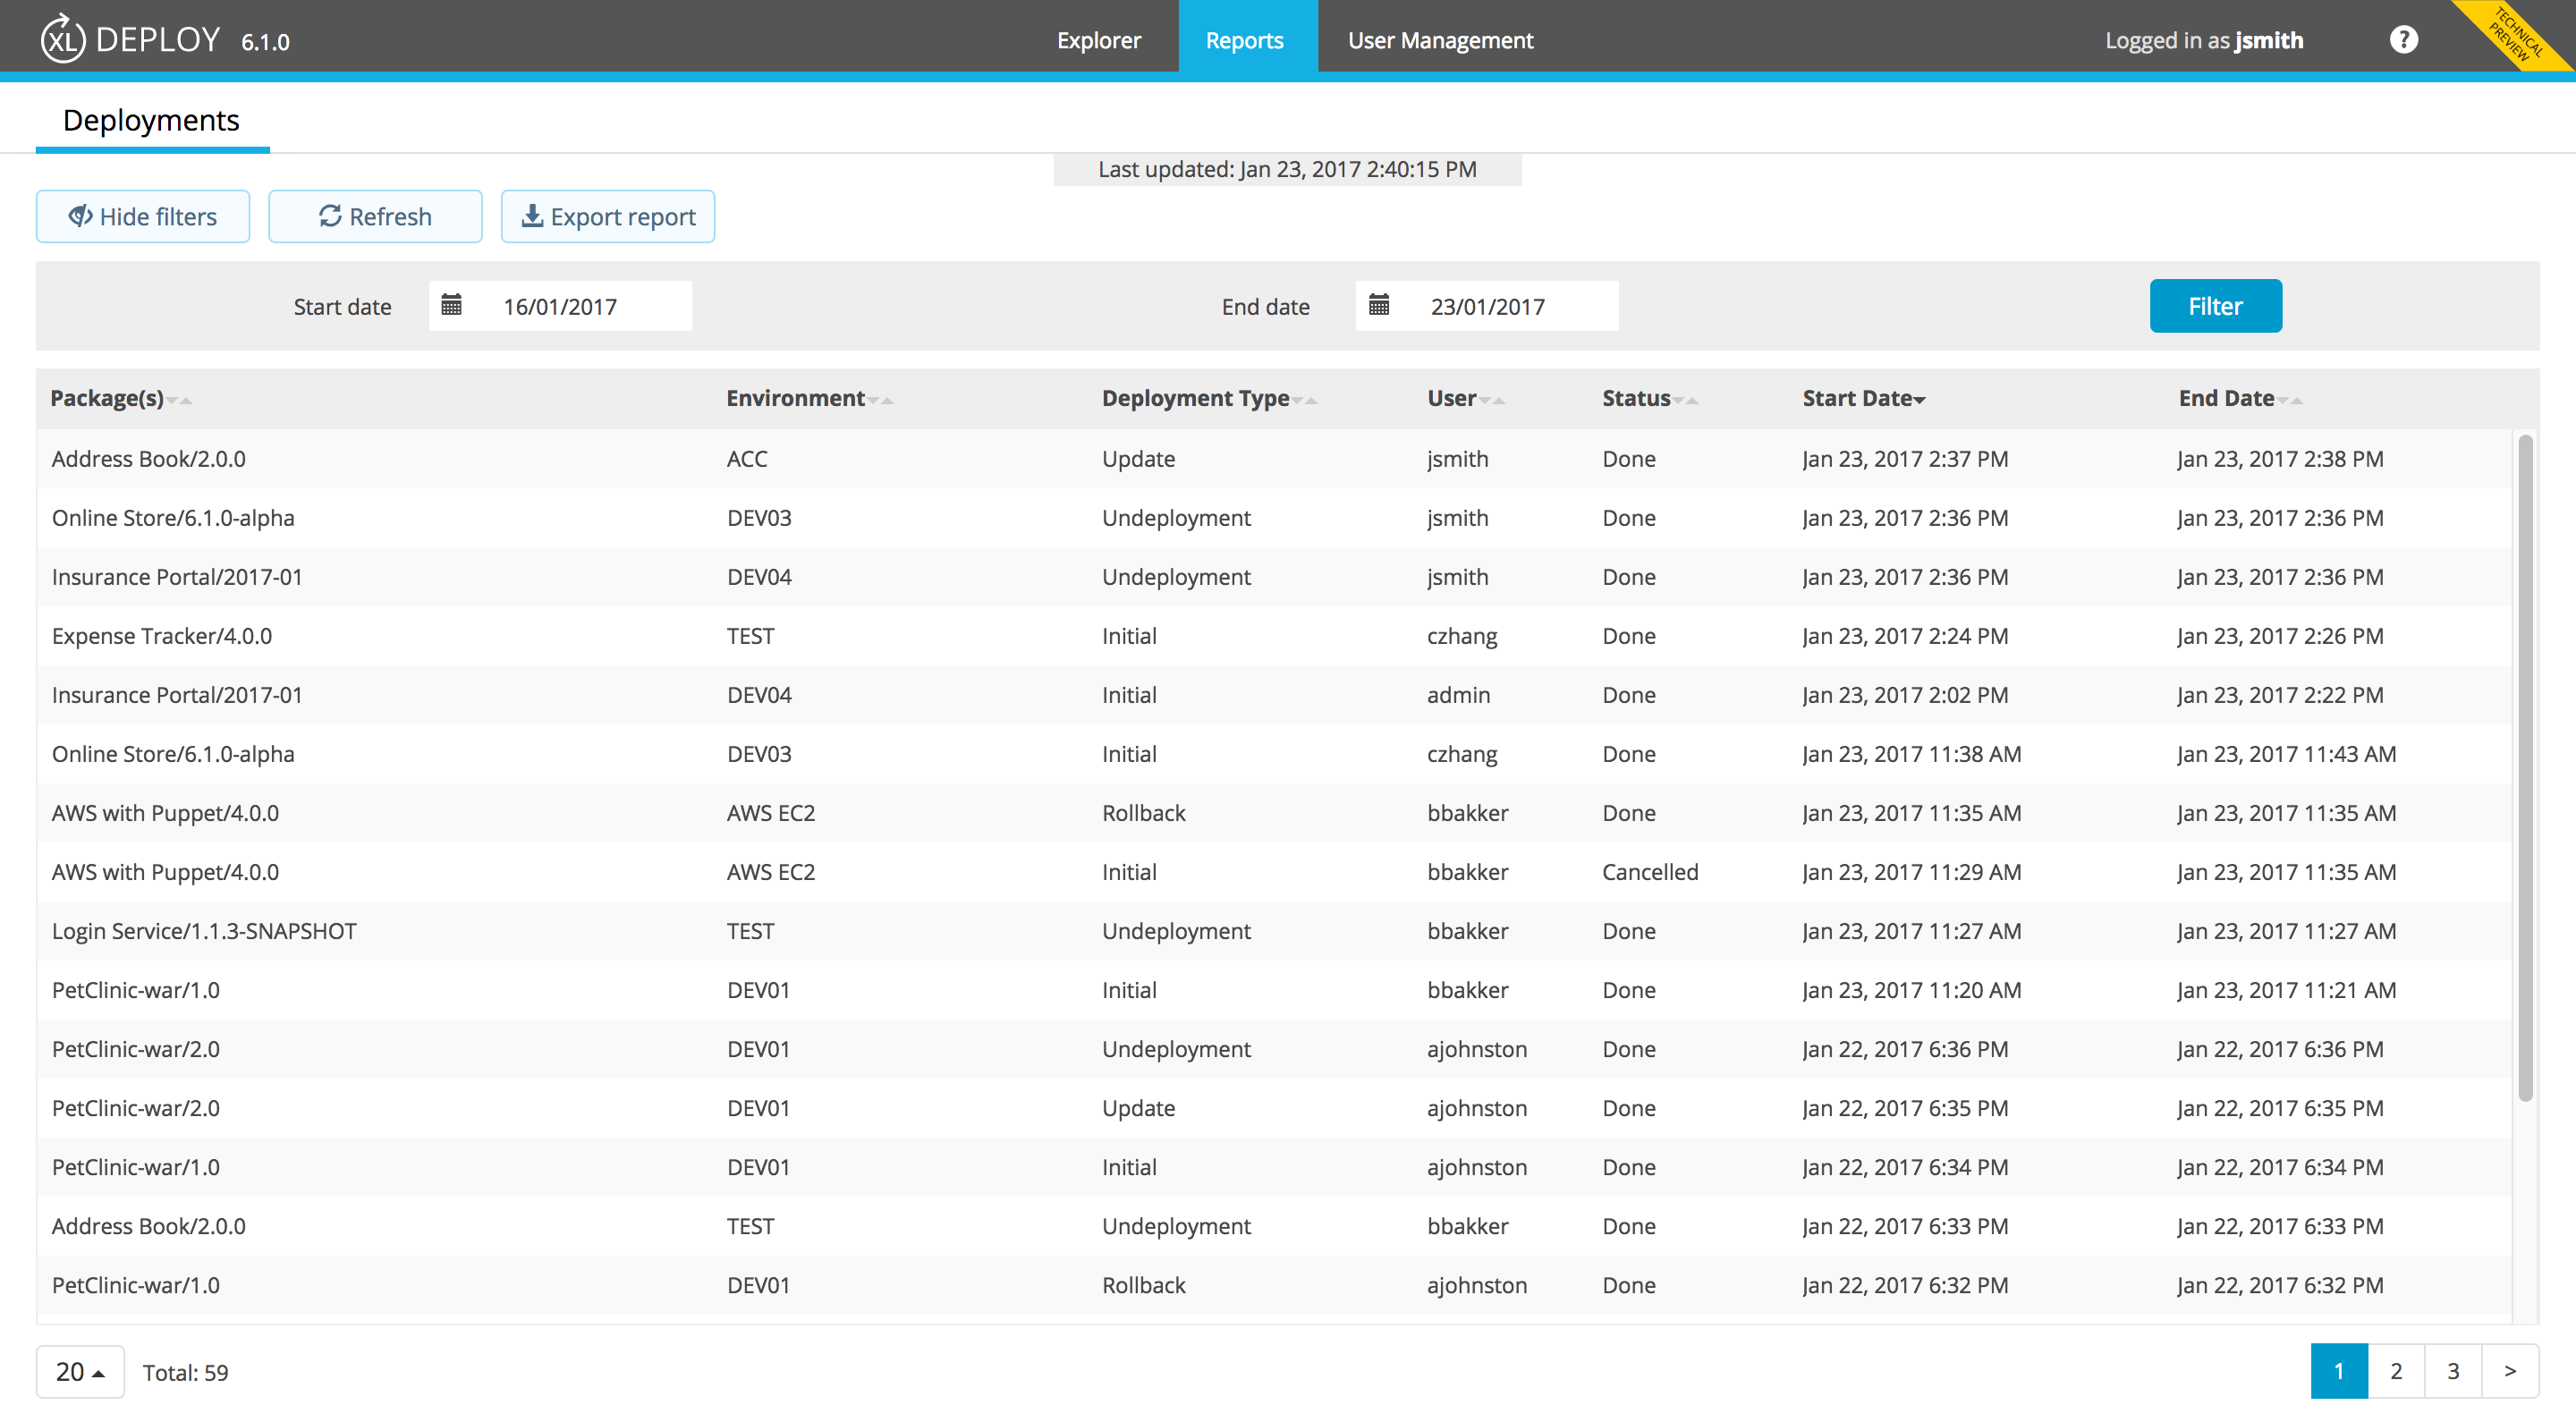 XL DEPLOY 6.1.0 Explorer Reports User Management Logged in as jsmith ? TECHNICAL PREVIEW
Deployments
Last updated: Jan 23, 2017 2:40:15 PM
Hide filters Refresh Export report
Start date 16/01/2017 End date 23/01/2017 Filter
Package(s) Environment Deployment Type User Status Start Date End Date
Address Book/2.0.0 ACC Update jsmith Done Jan 23, 2017 2:37 PM Jan 23, 2017 2:38 PM
Online Store/6.1.0-alpha DEV03 Undeployment jsmith Done Jan 23, 2017 2:36 PM Jan 23, 2017 2:36 PM
Insurance Portal/2017-01 DEV04 Undeployment jsmith Done Jan 23, 2017 2:36 PM Jan 23, 2017 2:36 PM
Expense Tracker/4.0.0 TEST Initial czhang Done Jan 23, 2017 2:24 PM Jan 23, 2017 2:26 PM
Insurance Portal/2017-01 DEV04 Initial admin Done Jan 23, 2017 2:02 PM Jan 23, 2017 2:22 PM
Online Store/6.1.0-alpha DEV03 Initial czhang Done Jan 23, 2017 11:38 AM Jan 23, 2017 11:43 AM
AWS with Puppet/4.0.0 AWS EC2 Rollback bbakker Done Jan 23, 2017 11:35 AM Jan 23, 2017 11:35 AM
AWS with Puppet/4.0.0 AWS EC2 Initial bbakker Cancelled Jan 23, 2017 11:29 AM Jan 23, 2017 11:35 AM
Login Service/1.1.3-SNAPSHOT TEST Undeployment bbakker Done Jan 23, 2017 11:27 AM Jan 23, 2017 11:27 AM
PetClinic-war/1.0 DEV01 Initial bbakker Done Jan 23, 2017 11:20 AM Jan 23, 2017 11:21 AM
PetClinic-war/2.0 DEV01 Undeployment ajohnston Done Jan 22, 2017 6:36 PM Jan 22, 2017 6:36 PM
PetClinic-war/2.0 DEV01 Update ajohnston Done Jan 22, 2017 6:35 PM Jan 22, 2017 6:35 PM
PetClinic-war/1.0 DEV01 Initial ajohnston Done Jan 22, 2017 6:34 PM Jan 22, 2017 6:34 PM
Address Book/2.0.0 TEST Undeployment bbakker Done Jan 22, 2017 6:33 PM Jan 22, 2017 6:33 PM
PetClinic-war/1.0 DEV01 Rollback ajohnston Done Jan 22, 2017 6:32 PM Jan 22, 2017 6:32 PM
20 Total: 59 1 2 3 >